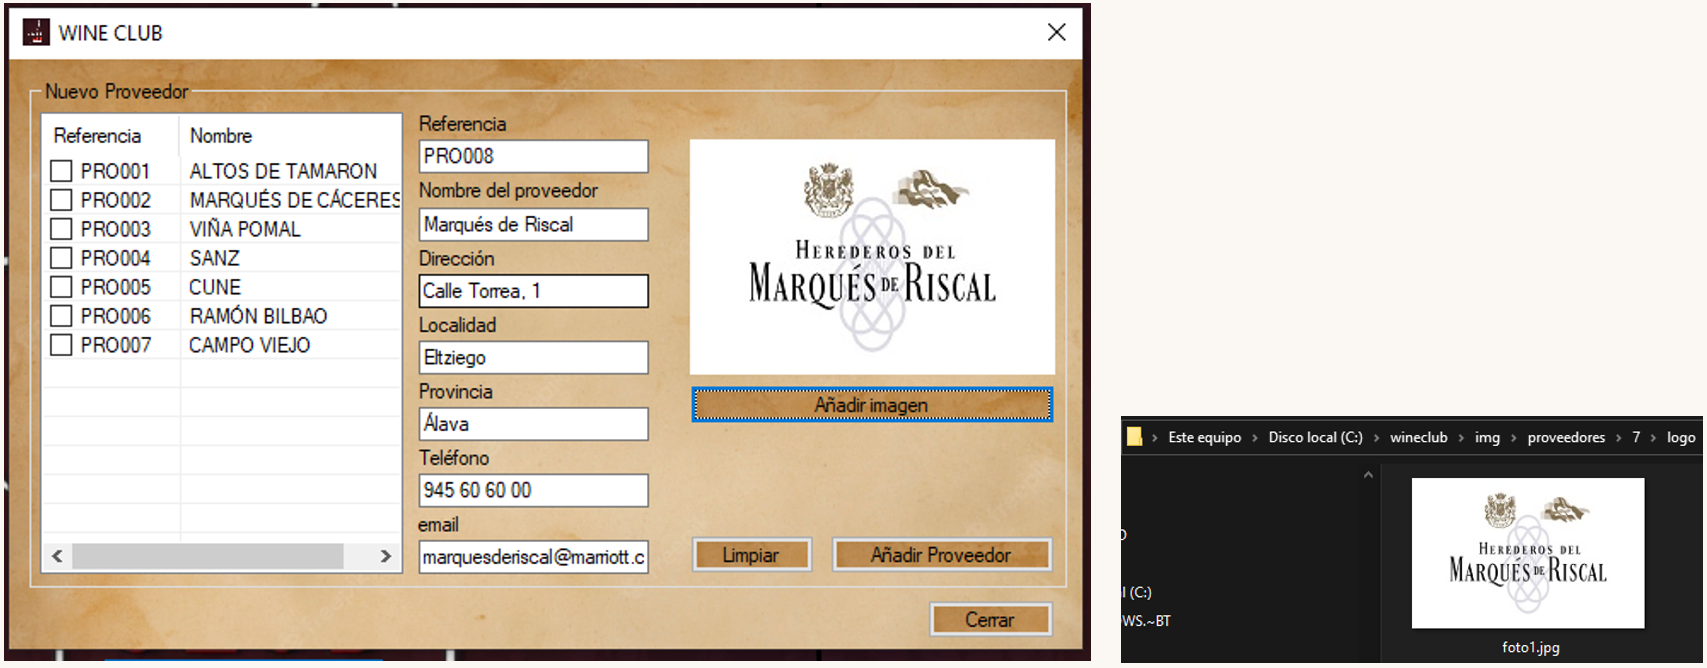 WINE CLUB
Nuevo Proveedor
Referencia Nombre
PRO001 ALTOS DE TAMARON
PRO002 MARQUÉS DE CÁCERES
PRO003 VIÑA POMAL
PRO004 SANZ
PRO005 CUNE
PRO006 RAMÓN BILBAO
PRO007 CAMPO VIEJO
Referencia
PRO008
Nombre del proveedor
Marqués de Riscal
Dirección
Calle Torrea, 1
Localidad
Eltziego
Provincia
Álava
Teléfono
945 60 60 00
email
marquesderiscal@marriott.c
HEREDEROS DEL
MARQUÉS DE RISCAL
Añadir imagen
Limpiar Añadir Proveedor
Cerrar
Este equipo > Disco local (C:) > wineclub > img > proveedores > 7 > logo
l (C:)
WS.~BT
HEREDEROS DEL
MARQUÉS DE RISCAL
foto1.jpg